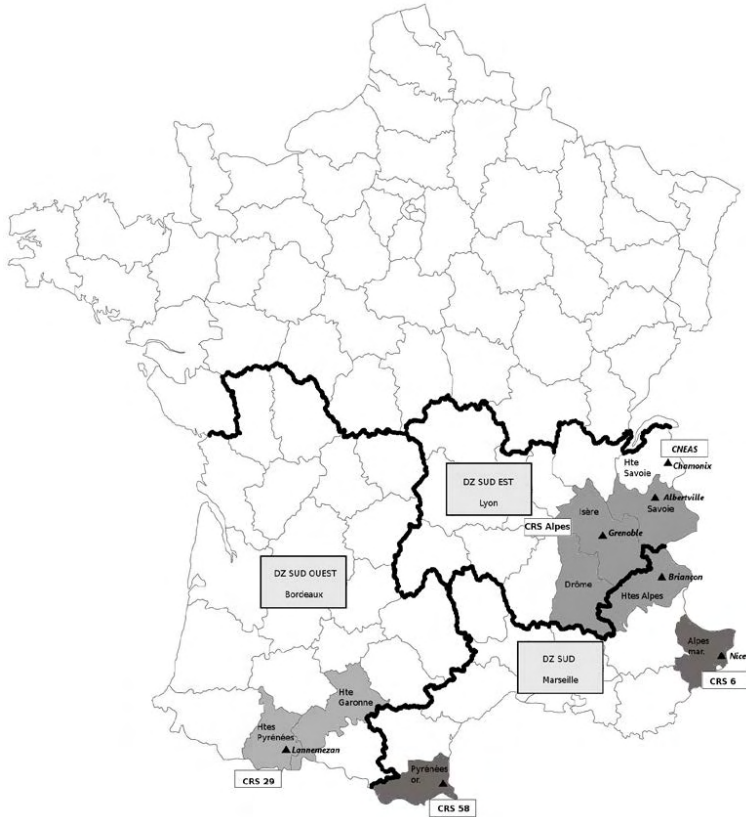 CNEAS
Hte
Savoie
Chamonix
DZ SUD EST
Lyon
Albertville
Savoie
Isère
CRS Alpes
Grenoble
DZ SUD OUEST
Bordeaux
Briançon
Drôme
Htes Alpes
Alpes
mar.
Nice
DZ SUD
Marseille
CRS 6
Hte
Garonne
Htes
Pyrénées
Lannemezan
CRS 29
Pyrénées
or.
CRS 58